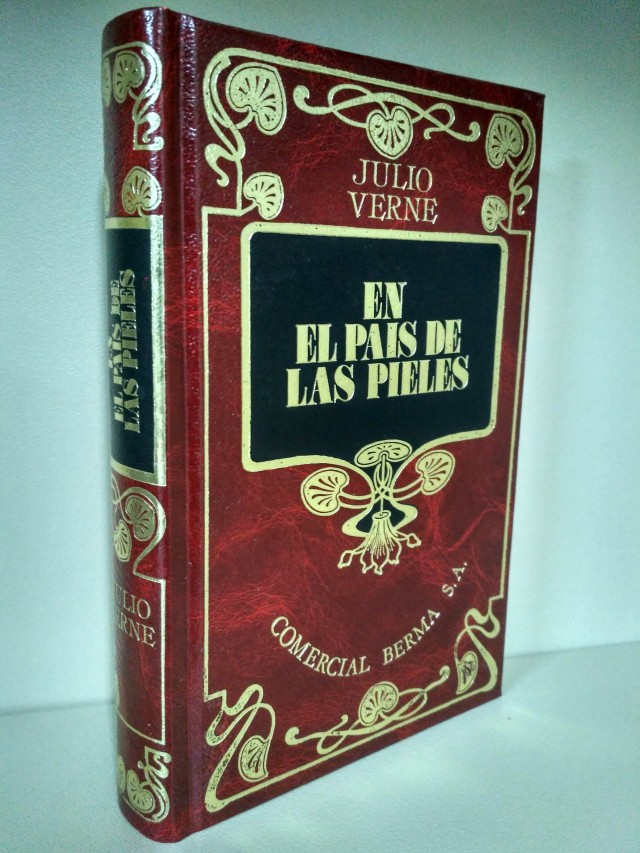 JULIO
VERNE
EN
EL PAIS DE
LAS PIELES
COMERCIAL BERMA S.A.
EN
EL PAIS DE
LAS PIELES
JULIO
VERNE